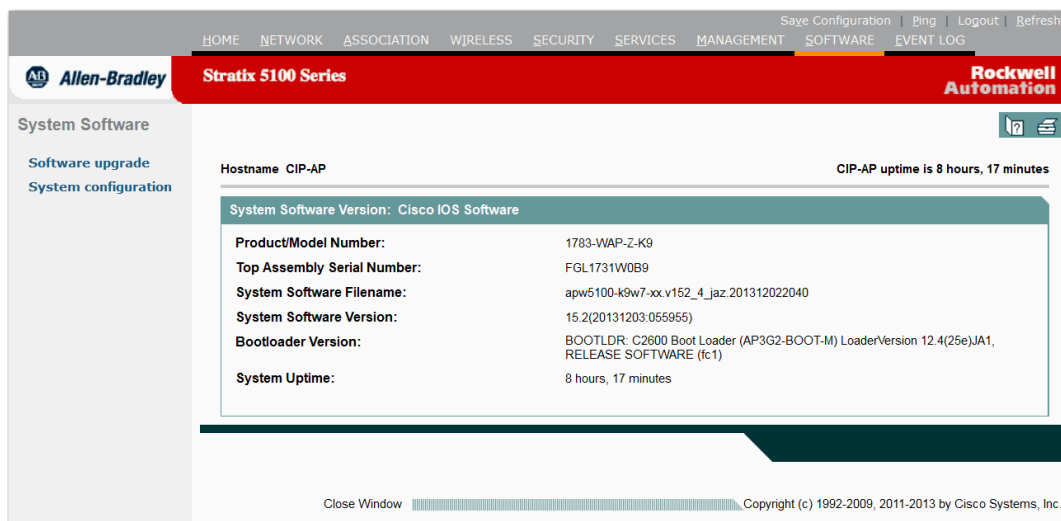 Save Configuration | Ping | Logout | Refresh
HOME NETWORK ASSOCIATION WIRELESS SECURITY SERVICES MANAGEMENT SOFTWARE EVENT LOG
AB Allen-Bradley
Stratix 5100 Series
Rockwell
Automation
System Software
Software upgrade
System configuration
?
Hostname CIP-AP
CIP-AP uptime is 8 hours, 17 minutes
System Software Version: Cisco IOS Software
Product/Model Number: 1783-WAP-Z-K9
Top Assembly Serial Number: FGL1731W0B9
System Software Filename: apw5100-k9w7-xx.v152_4_jaz.201312022040
System Software Version: 15.2(20131203:055955)
Bootloader Version: BOOTLDR: C2600 Boot Loader (AP3G2-BOOT-M) LoaderVersion 12.4(25e)JA1,
RELEASE SOFTWARE (fc1)
System Uptime: 8 hours, 17 minutes
Close Window
Copyright (c) 1992-2009, 2011-2013 by Cisco Systems, Inc.